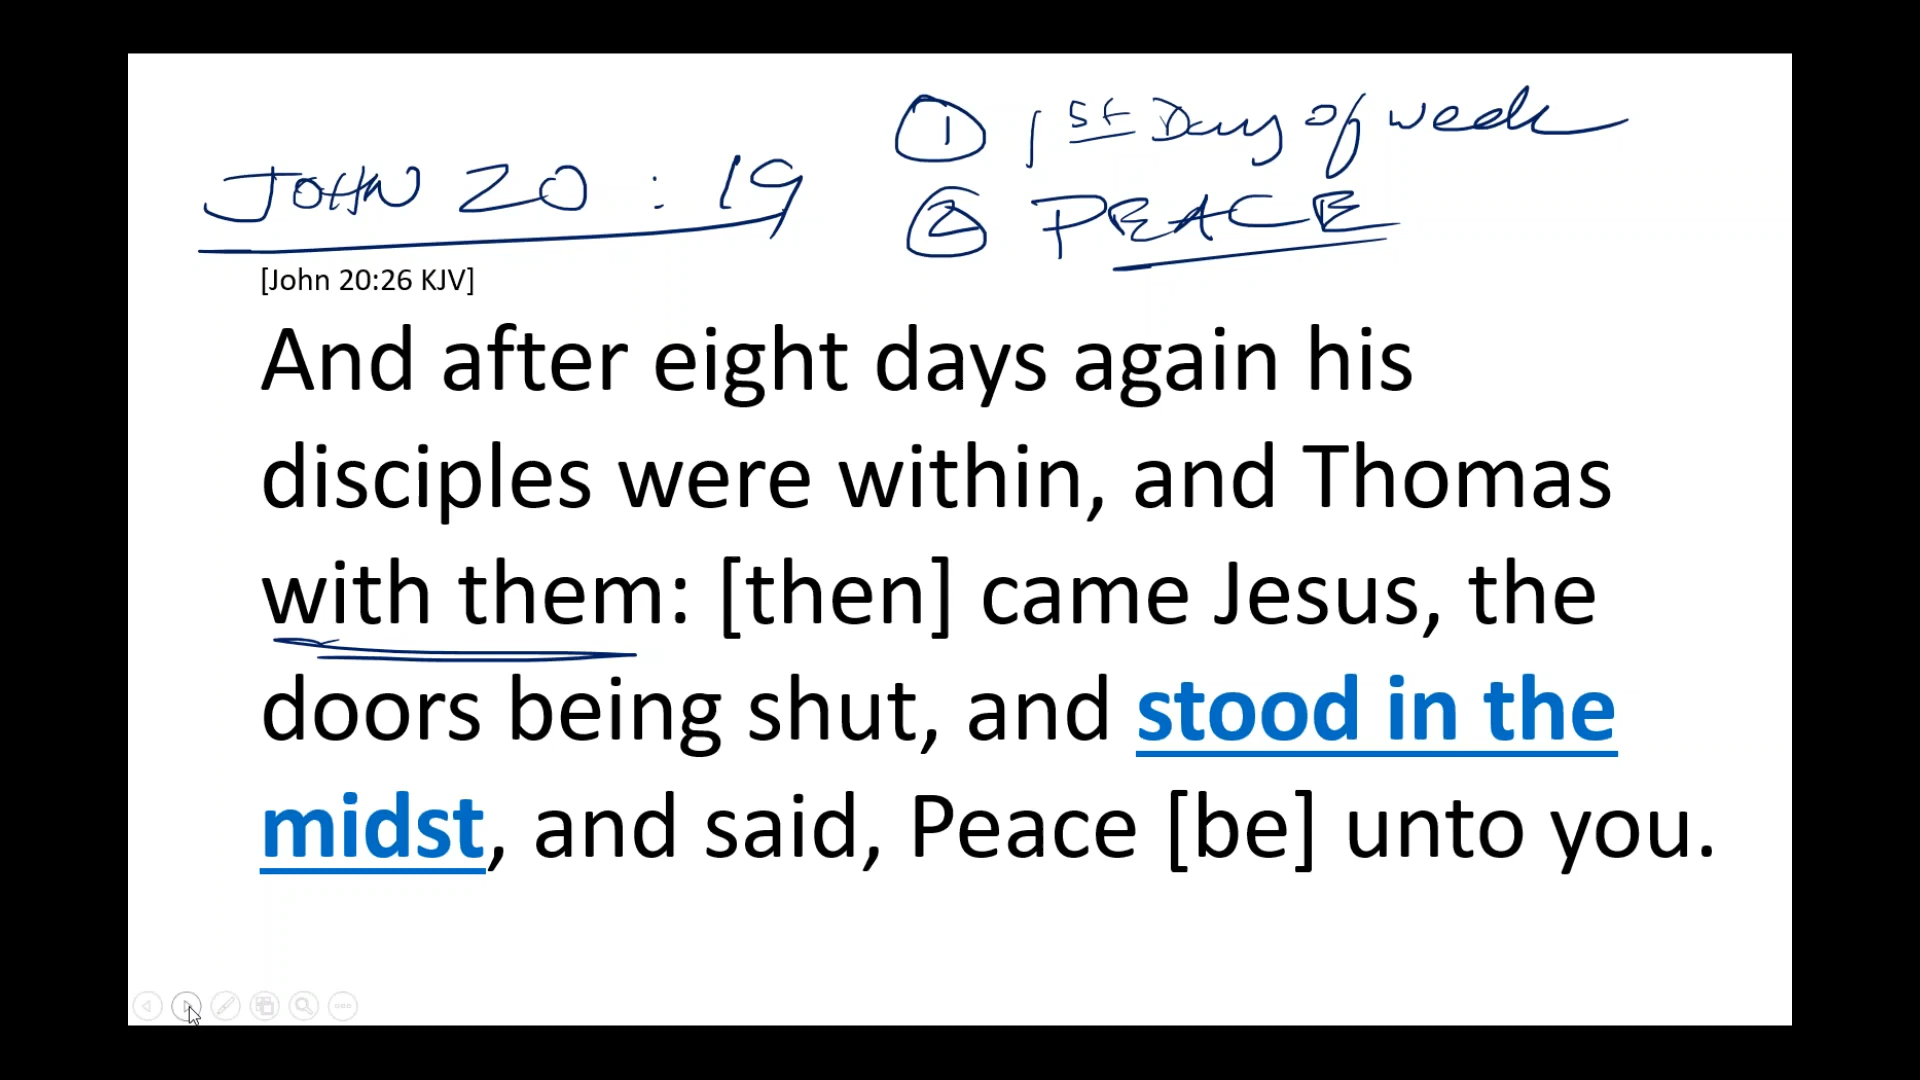 ① 1st Day of week
JOHN 20:19
② PEACE
[John 20:26 KJV]
And after eight days again his
disciples were within, and Thomas
with them: [then] came Jesus, the
doors being shut, and stood in the
midst, and said, Peace [be] unto you.